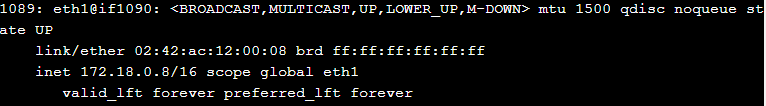 1089: eth1@if1090: <BROADCAST,MULTICAST,UP,LOWER_UP,M-DOWN> mtu 1500 qdisc noqueue st
ate UP
    link/ether 02:42:ac:12:00:08 brd ff:ff:ff:ff:ff:ff
    inet 172.18.0.8/16 scope global eth1
       valid_lft forever preferred_lft forever